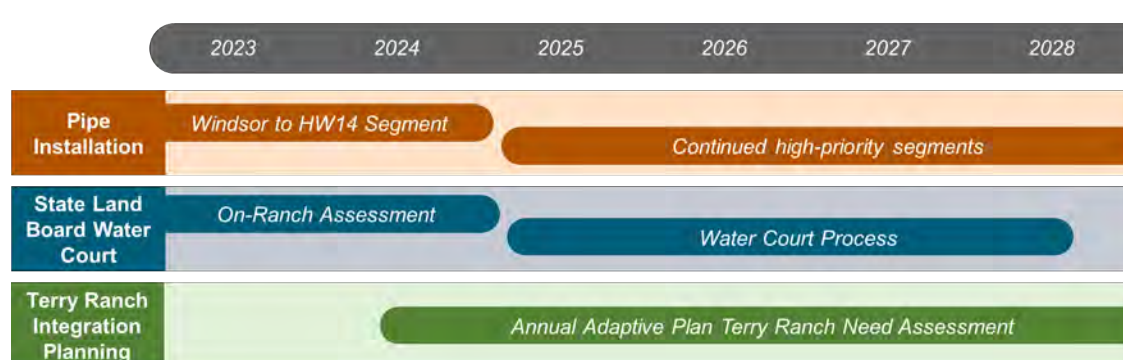 2023 2024 2025 2026 2027 2028
Pipe
Installation
Windsor to HW14 Segment
Continued high-priority segments
State Land
Board Water
Court
On-Ranch Assessment
Water Court Process
Terry Ranch
Integration
Planning
Annual Adaptive Plan Terry Ranch Need Assessment